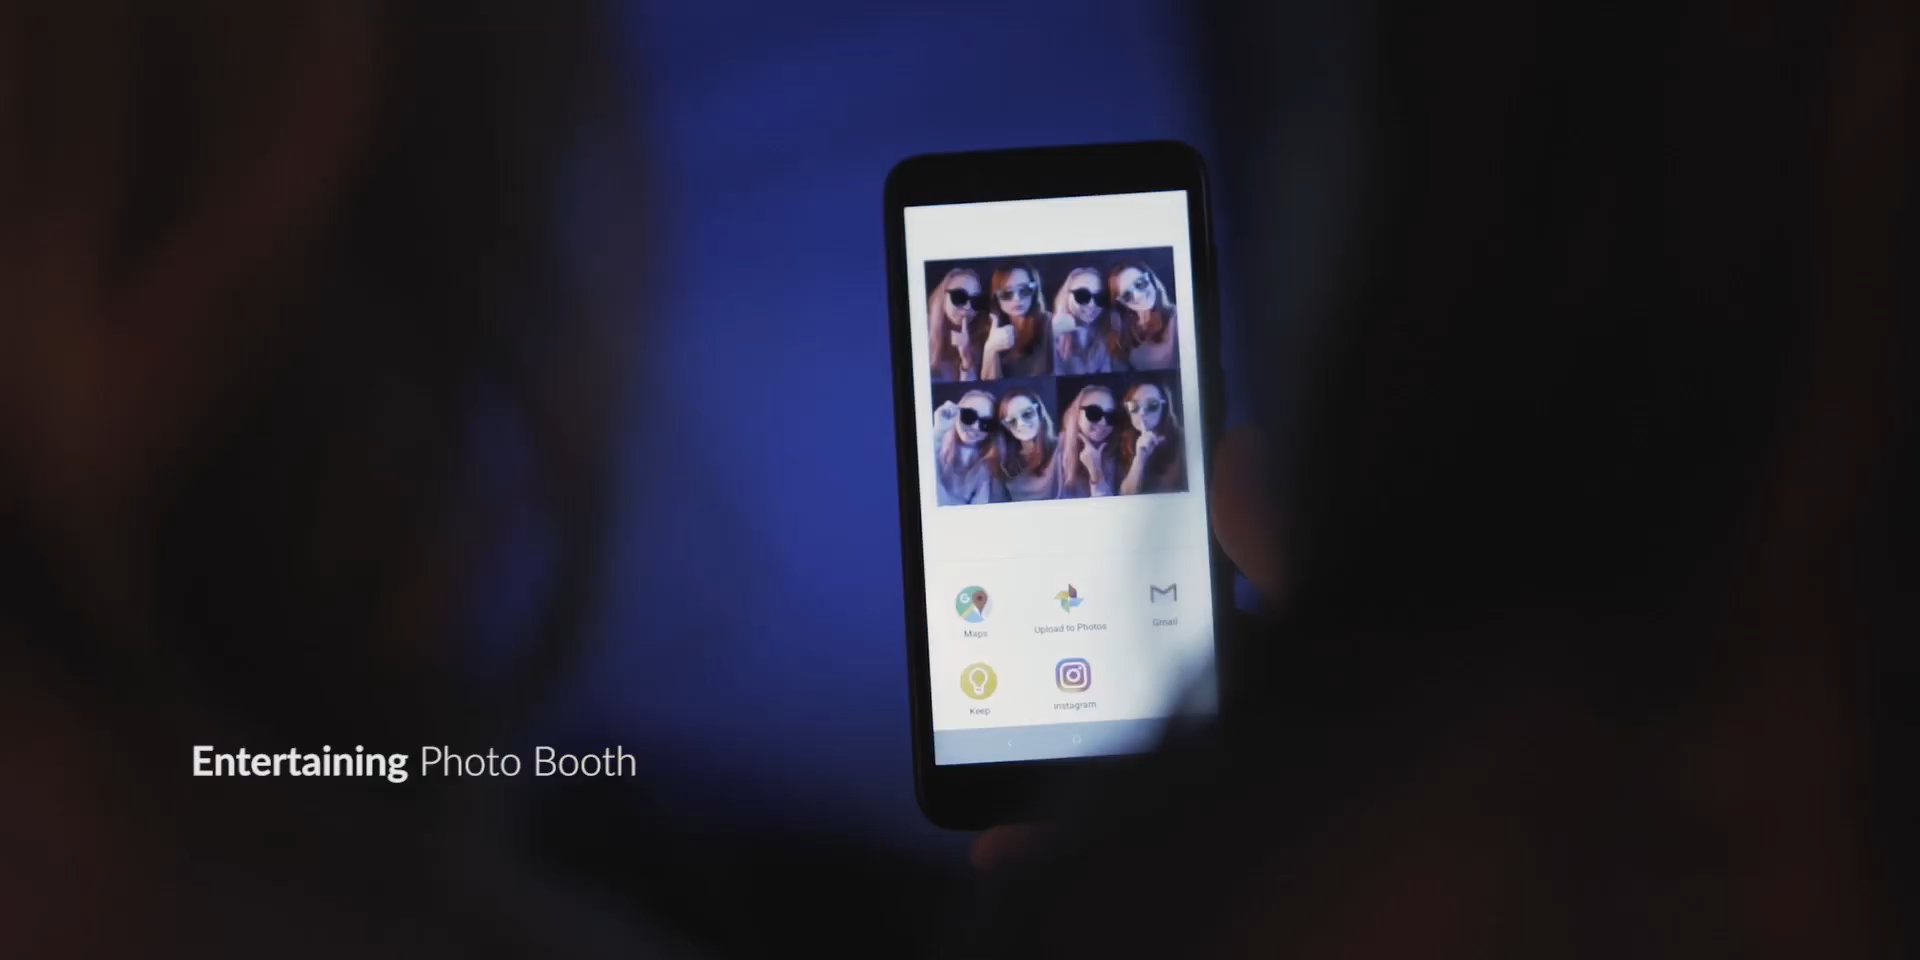 Maps
Upload to Photos
Gmail
Keep
Instagram
Entertaining Photo Booth